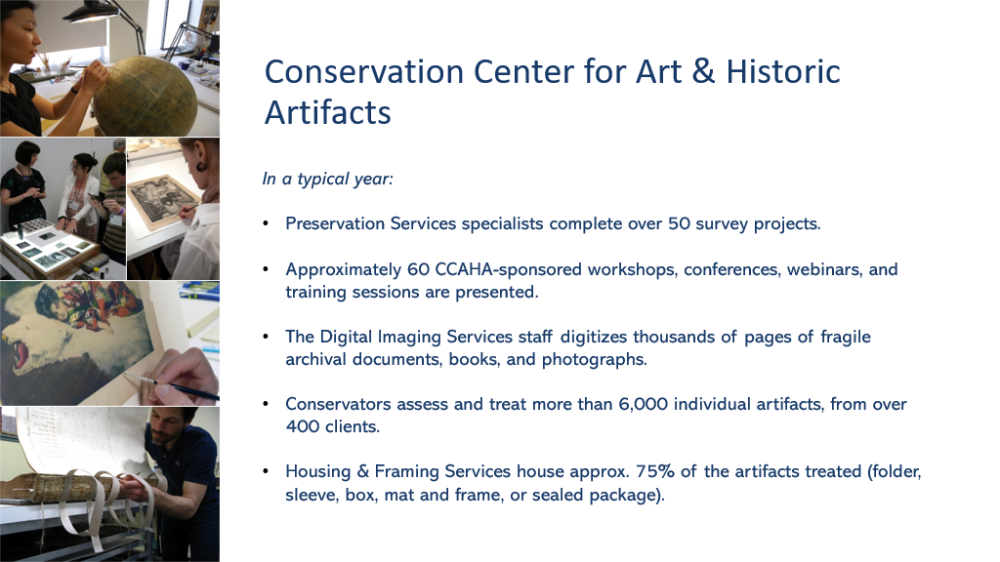 Conservation Center for Art & Historic
Artifacts
In a typical year:
• Preservation Services specialists complete over 50 survey projects.
• Approximately 60 CCAHA-sponsored workshops, conferences, webinars, and
training sessions are presented.
• The Digital Imaging Services staff digitizes thousands of pages of fragile
archival documents, books, and photographs.
• Conservators assess and treat more than 6,000 individual artifacts, from over
400 clients.
• Housing & Framing Services house approx. 75% of the artifacts treated (folder,
sleeve, box, mat and frame, or sealed package).